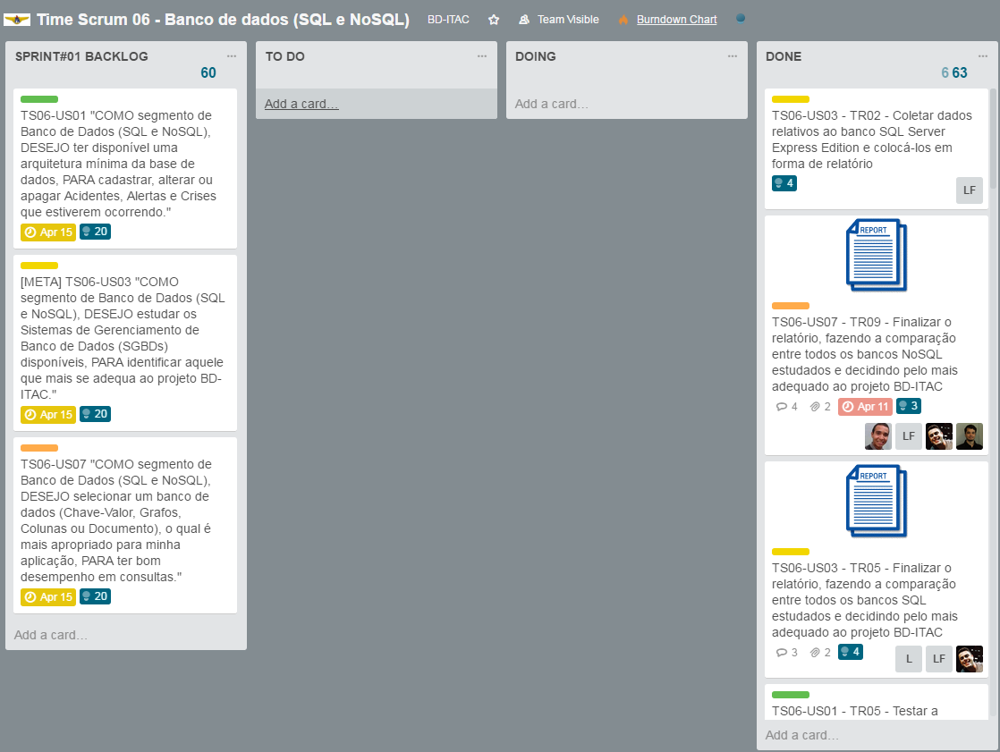 Time Scrum 06 - Banco de dados (SQL e NoSQL) BD-ITAC Team Visible Burndown Chart
SPRINT#01 BACKLOG ...
60
TS06-US01 "COMO segmento de
Banco de Dados (SQL e NoSQL),
DESEJO ter disponível uma
arquitetura mínima da base de
dados, PARA cadastrar, alterar ou
apagar Acidentes, Alertas e Crises
que estiverem ocorrendo."
Apr 15 20
[META] TS06-US03 "COMO
segmento de Banco de Dados (SQL
e NoSQL), DESEJO estudar os
Sistemas de Gerenciamento de
Banco de Dados (SGBDs)
disponíveis, PARA identificar aquele
que mais se adequa ao projeto BD-
ITAC."
Apr 15 20
TS06-US07 "COMO segmento de
Banco de Dados (SQL e NoSQL),
DESEJO selecionar um banco de
dados (Chave-Valor, Grafos,
Colunas ou Documento), o qual é
mais apropriado para minha
aplicação, PARA ter bom
desempenho em consultas."
Apr 15 20
Add a card...
TO DO ...
Add a card...
DOING ...
Add a card...
DONE ...
6 63
TS06-US03 - TR02 - Coletar dados
relativos ao banco SQL Server
Express Edition e colocá-los em
forma de relatório
4
LF
REPORT
TS06-US07 - TR09 - Finalizar o
relatório, fazendo a comparação
entre todos os bancos NoSQL
estudados e decidindo pelo mais
adequado ao projeto BD-ITAC
4 2 Apr 11 3
LF
REPORT
TS06-US03 - TR05 - Finalizar o
relatório, fazendo a comparação
entre todos os bancos SQL
estudados e decidindo pelo mais
adequado ao projeto BD-ITAC
3 2 4
L LF
TS06-US01 - TR05 - Testar a
Add a card...